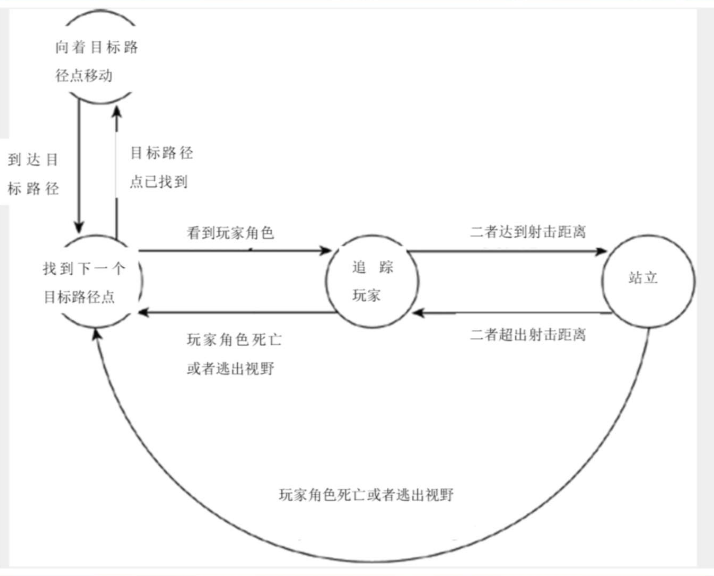 向着目标路
径点移动
到达目
标路径
目标路径
点已找到
看到玩家角色
二者达到射击距离
找到下一个
目标路径点
追踪
玩家
站立
玩家角色死亡
或者逃出视野
二者超出射击距离
玩家角色死亡或者逃出视野